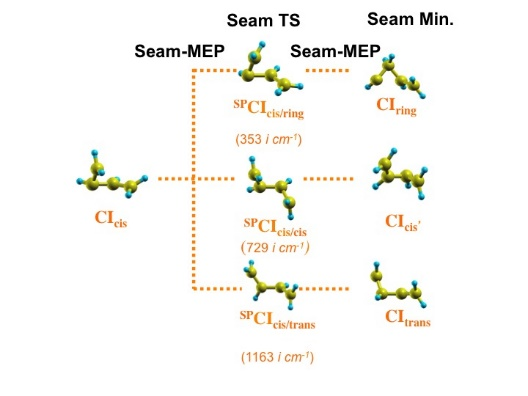 Seam TS
Seam Min.
Seam-MEP
Seam-MEP
SPCIcis/ring
(353 i cm-1)
CIring
CIcis
SPCIcis/cis
(729 i cm-1)
CIcis'
SPCIcis/trans
(1163 i cm-1)
CItrans